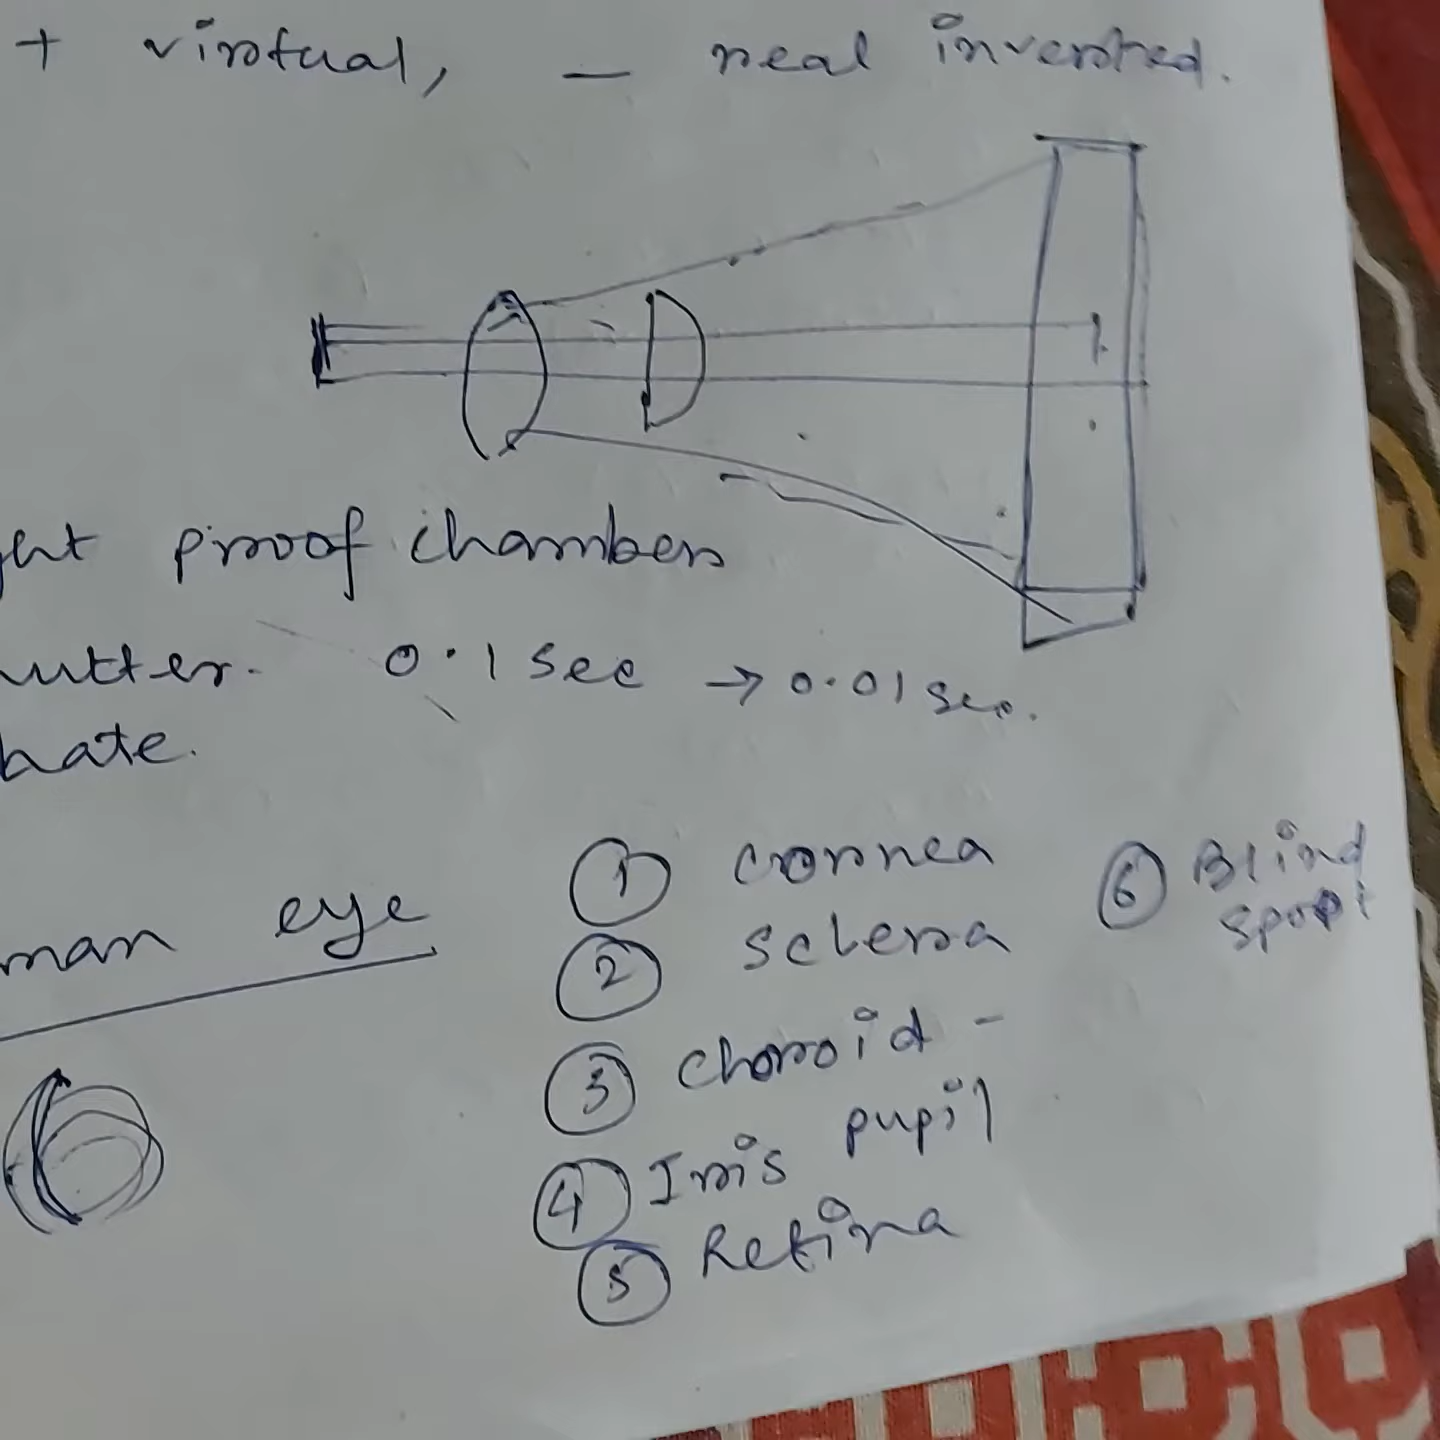 + virtual, — real inverted.
ght proof chamber
utter. 0.1 sec → 0.01 sec.
man eye
① cornea
② sclera
③ choroid -
④ Iris pupil
⑤ Retina
⑥ Blind
spot